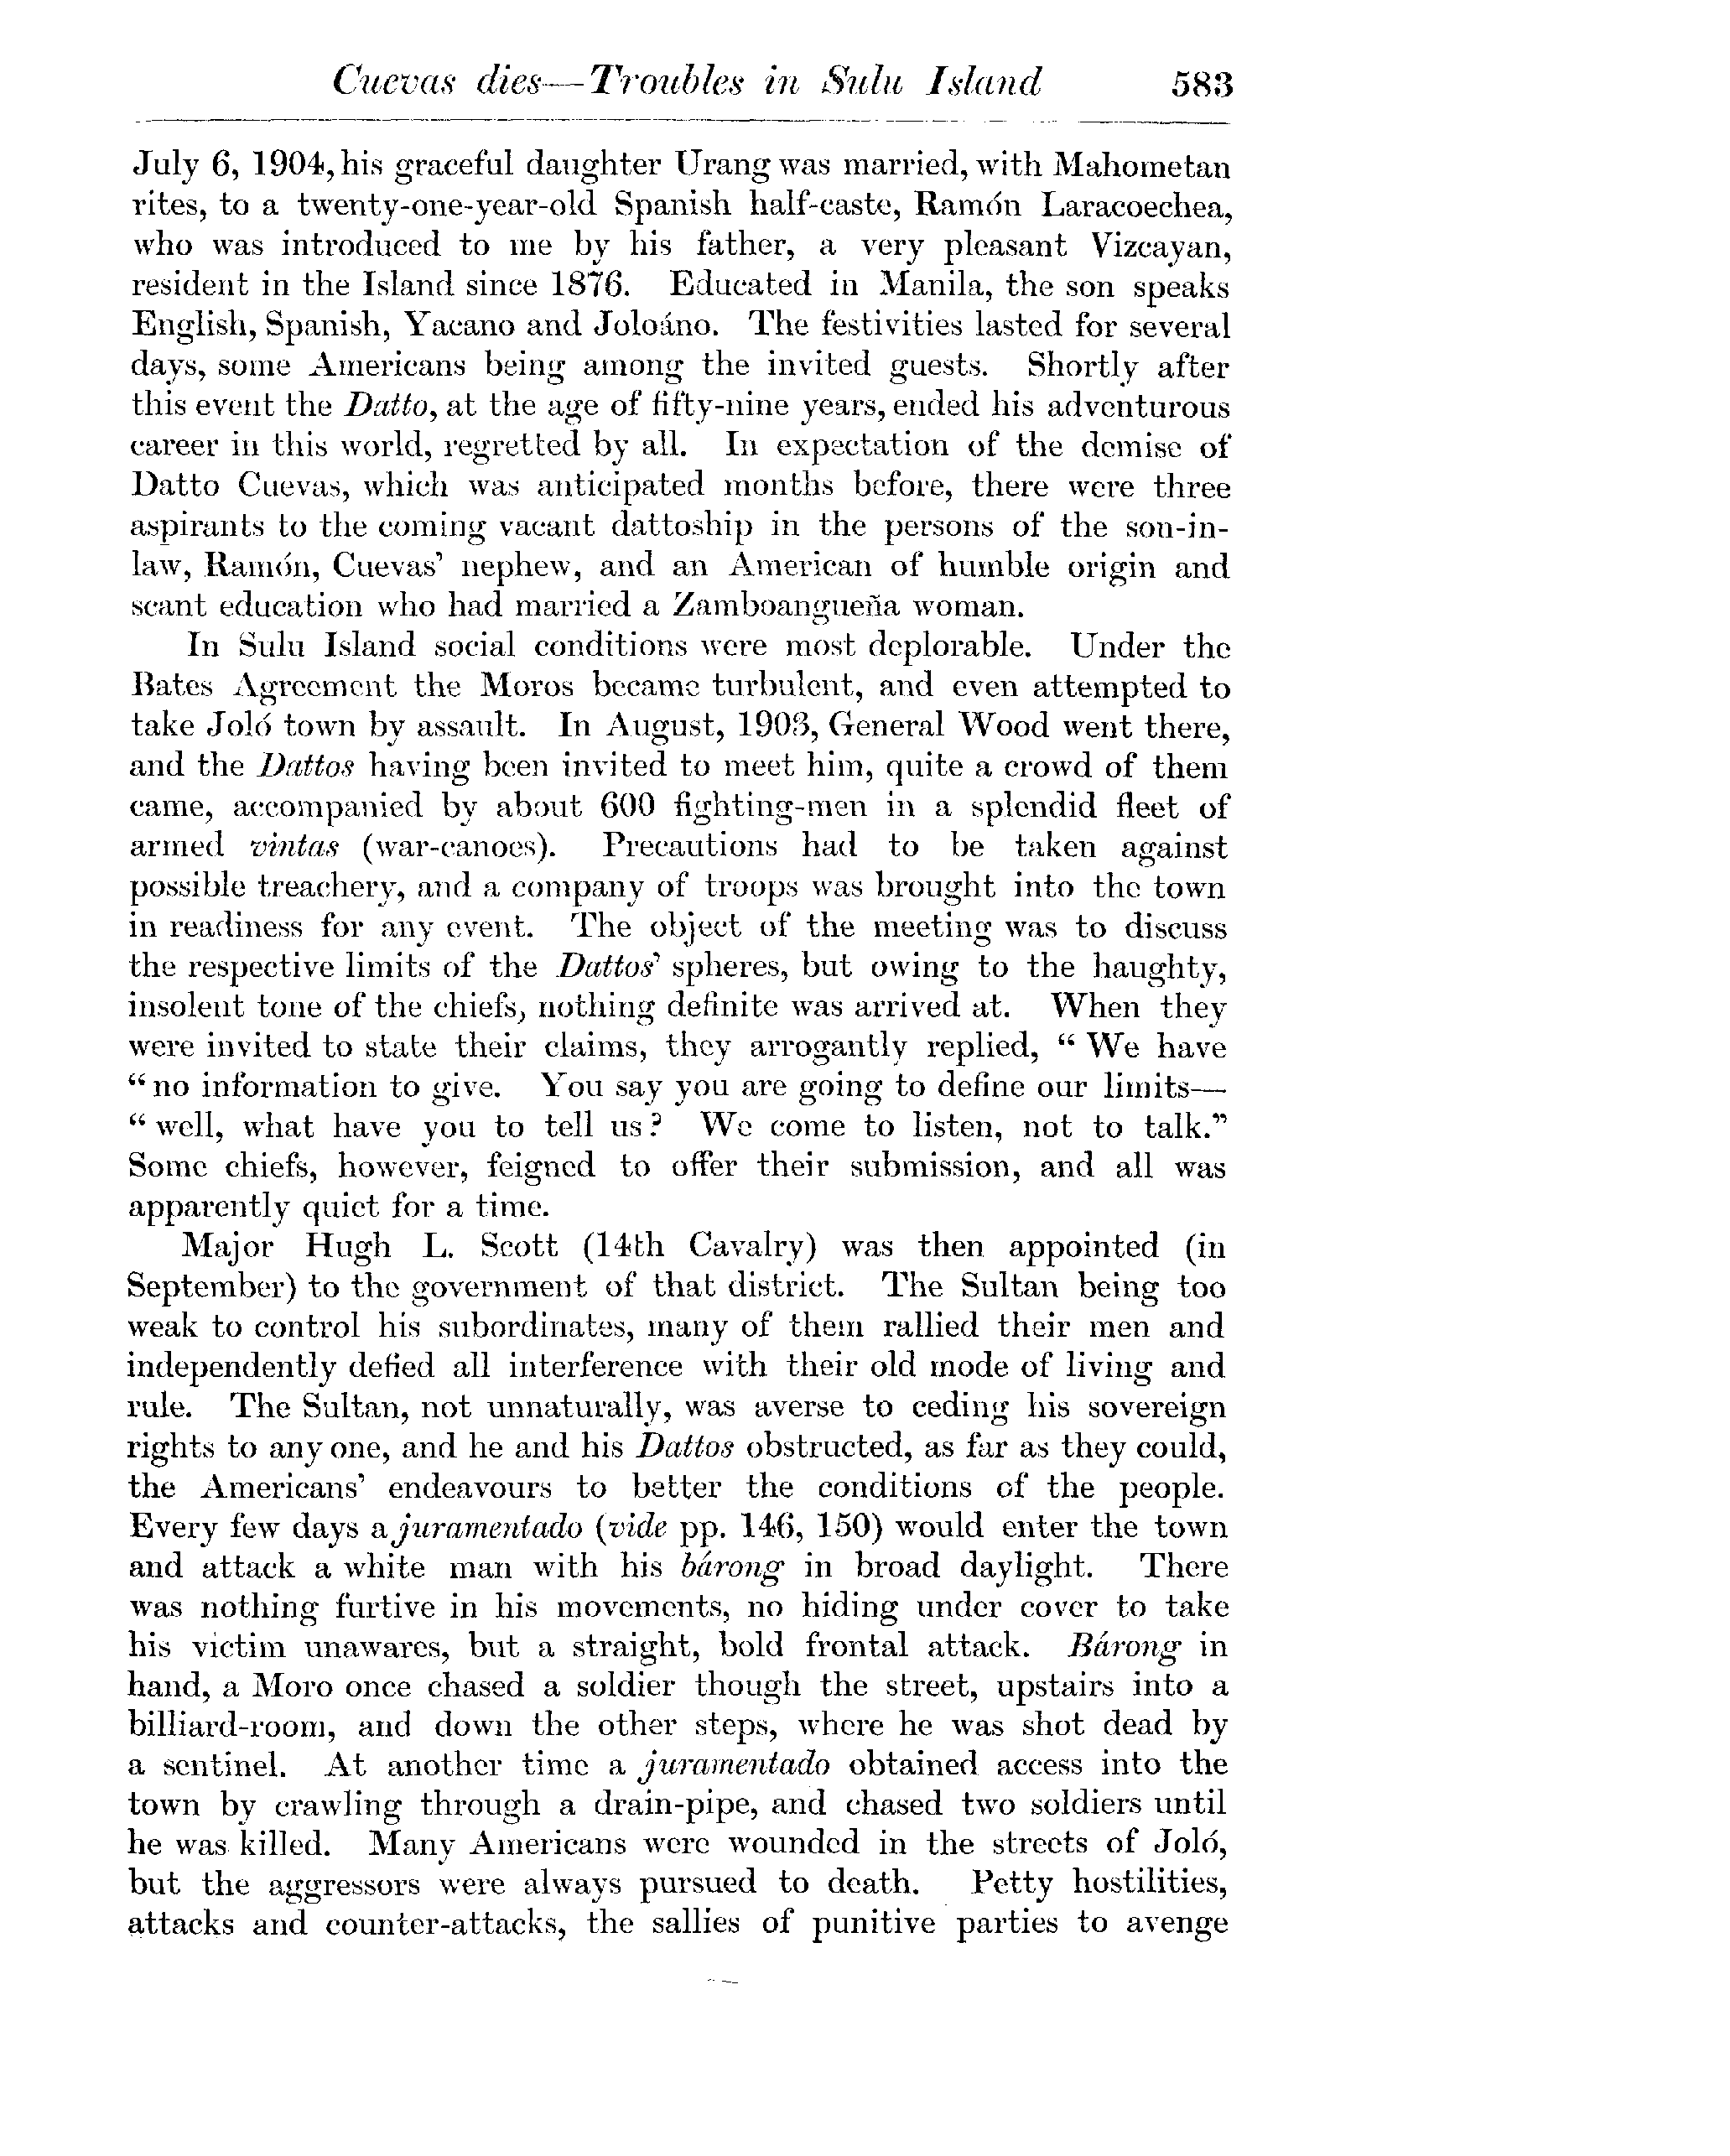 Cuevas dies—Troubles in Sulu Island 583
July 6, 1904, his graceful daughter Urang was married, with Mahometan
rites, to a twenty-one-year-old Spanish half-caste, Ramón Laracoechea,
who was introduced to me by his father, a very pleasant Vizcayan,
resident in the Island since 1876. Educated in Manila, the son speaks
English, Spanish, Yacano and Joloáno. The festivities lasted for several
days, some Americans being among the invited guests. Shortly after
this event the Datto, at the age of fifty-nine years, ended his adventurous
career in this world, regretted by all. In expectation of the demise of
Datto Cuevas, which was anticipated months before, there were three
aspirants to the coming vacant dattoship in the persons of the son-in-
law, Ramón, Cuevas' nephew, and an American of humble origin and
scant education who had married a Zamboangueña woman.
In Sulu Island social conditions were most deplorable. Under the
Bates Agreement the Moros became turbulent, and even attempted to
take Joló town by assault. In August, 1903, General Wood went there,
and the Dattos having been invited to meet him, quite a crowd of them
came, accompanied by about 600 fighting-men in a splendid fleet of
armed vintas (war-canoes). Precautions had to be taken against
possible treachery, and a company of troops was brought into the town
in readiness for any event. The object of the meeting was to discuss
the respective limits of the Dattos' spheres, but owing to the haughty,
insolent tone of the chiefs, nothing definite was arrived at. When they
were invited to state their claims, they arrogantly replied, “ We have
“ no information to give. You say you are going to define our limits—
“ well, what have you to tell us? We come to listen, not to talk.”
Some chiefs, however, feigned to offer their submission, and all was
apparently quiet for a time.
Major Hugh L. Scott (14th Cavalry) was then appointed (in
September) to the government of that district. The Sultan being too
weak to control his subordinates, many of them rallied their men and
independently defied all interference with their old mode of living and
rule. The Sultan, not unnaturally, was averse to ceding his sovereign
rights to any one, and he and his Dattos obstructed, as far as they could,
the Americans' endeavours to better the conditions of the people.
Every few days a juramentado (vide pp. 146, 150) would enter the town
and attack a white man with his bárong in broad daylight. There
was nothing furtive in his movements, no hiding under cover to take
his victim unawares, but a straight, bold frontal attack. Bárong in
hand, a Moro once chased a soldier though the street, upstairs into a
billiard-room, and down the other steps, where he was shot dead by
a sentinel. At another time a juramentado obtained access into the
town by crawling through a drain-pipe, and chased two soldiers until
he was killed. Many Americans were wounded in the streets of Joló,
but the aggressors were always pursued to death. Petty hostilities,
attacks and counter-attacks, the sallies of punitive parties to avenge